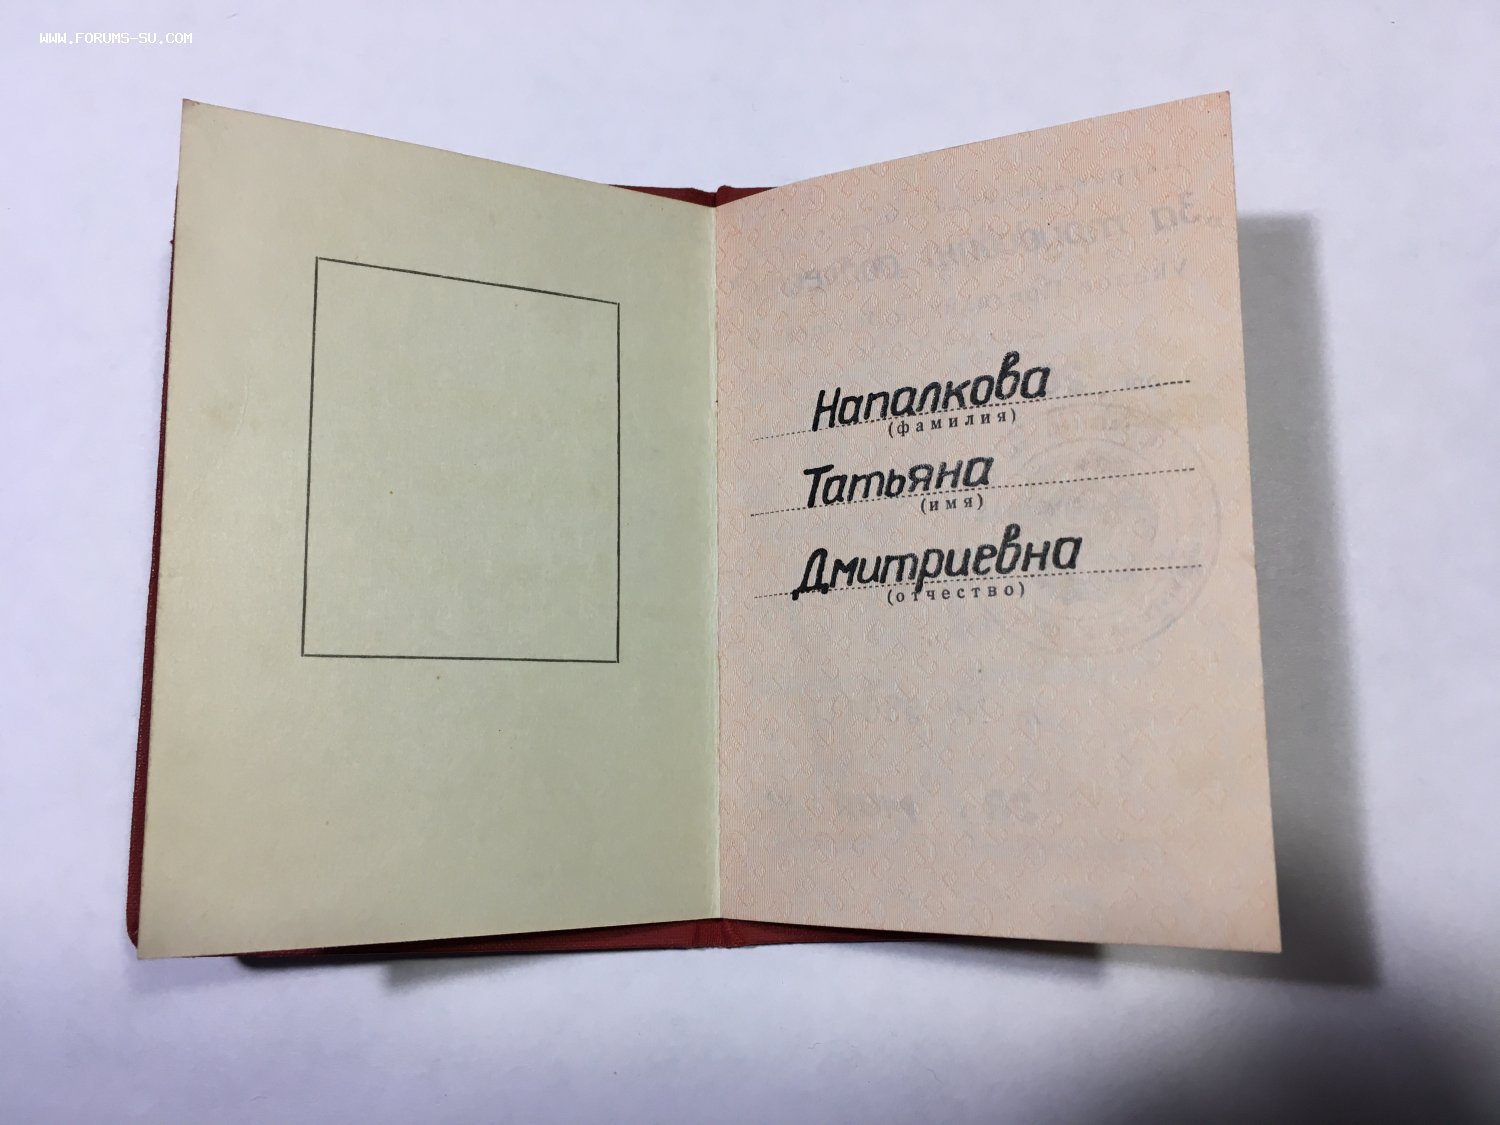 WWW.FORUMS-SU.COM
Напалкова
(фамилия)
Татьяна
(имя)
Дмитриевна
(отчество)